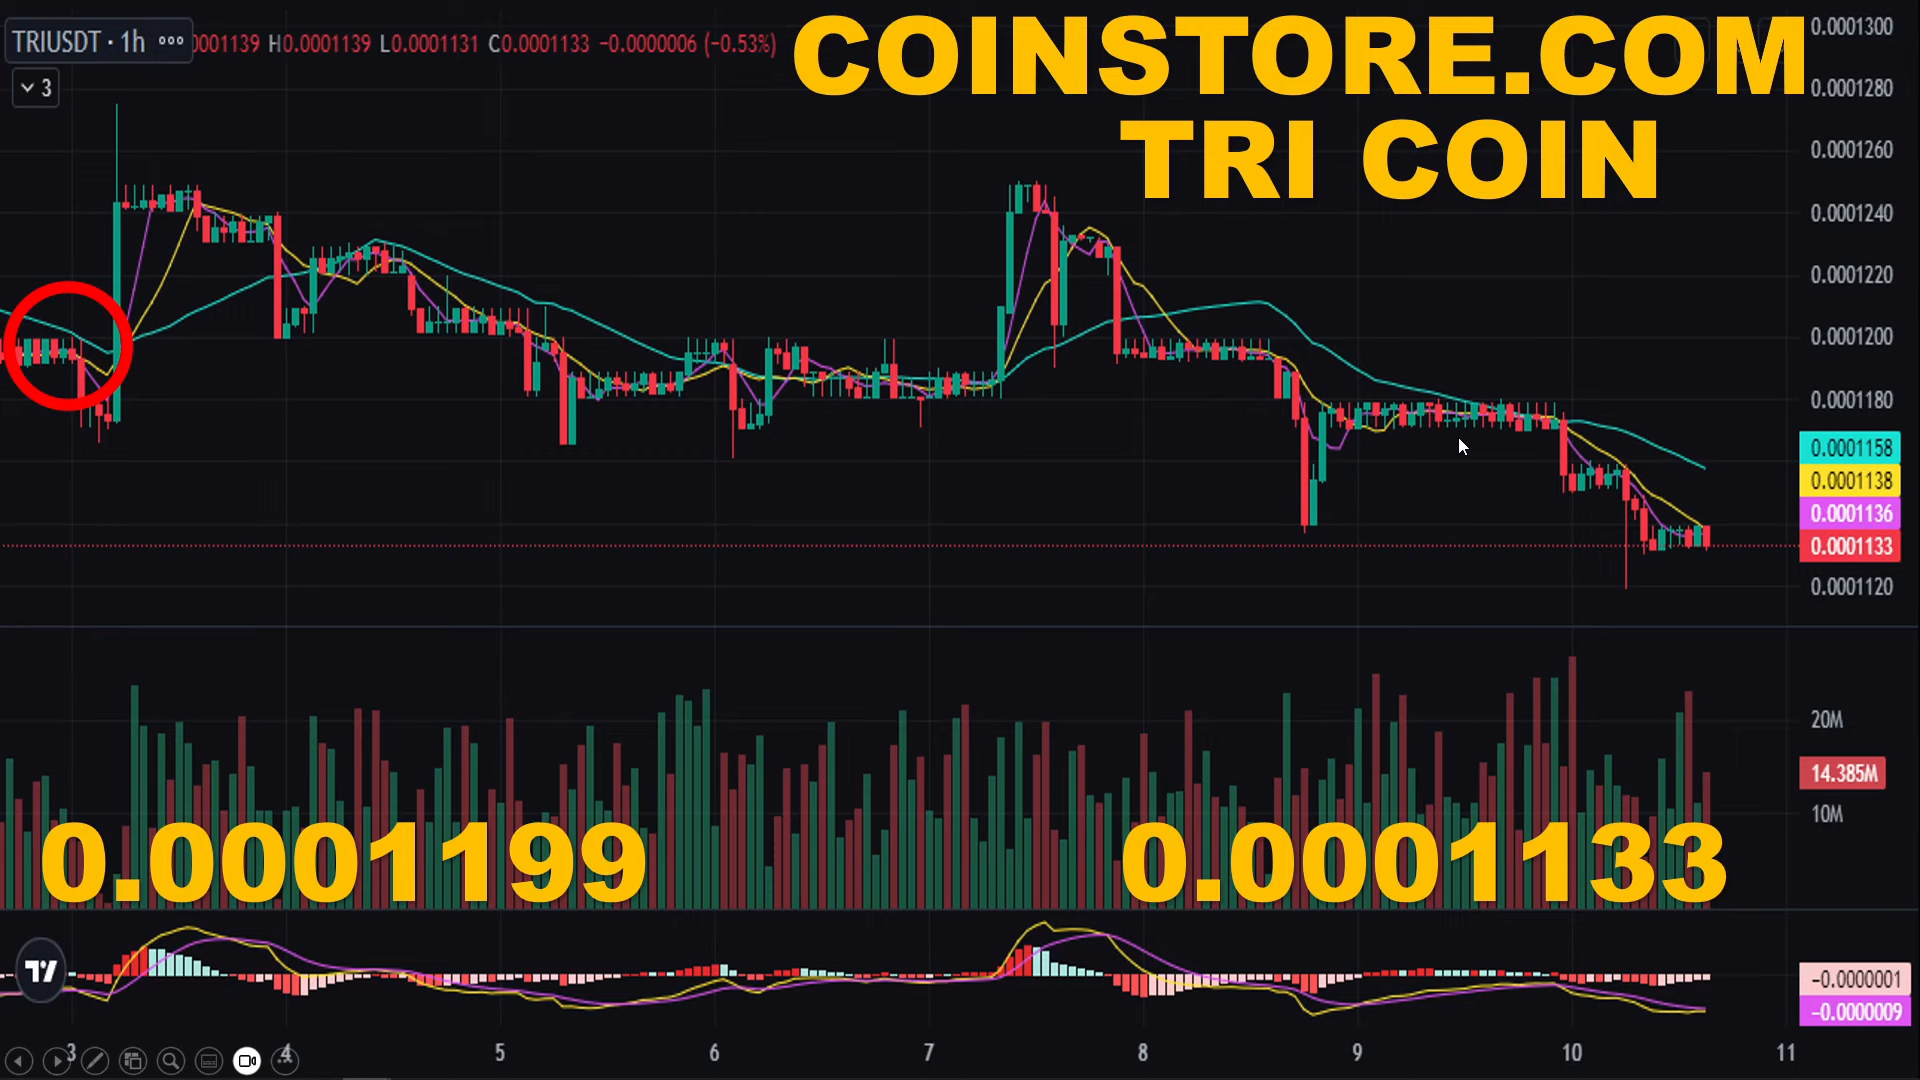 TRIUSDT · 1h ••• 0001139 H0.0001139 L0.0001131 C0.0001133 −0.0000006 (−0.53%)
3
COINSTORE.COM
TRI COIN
0.0001300
0.0001280
0.0001260
0.0001240
0.0001220
0.0001200
0.0001180
0.0001158
0.0001138
0.0001136
0.0001133
0.0001120
20M
14.385M
10M
0.0001199
0.0001133
−0.0000001
−0.0000009
3 4 5 6 7 8 9 10 11